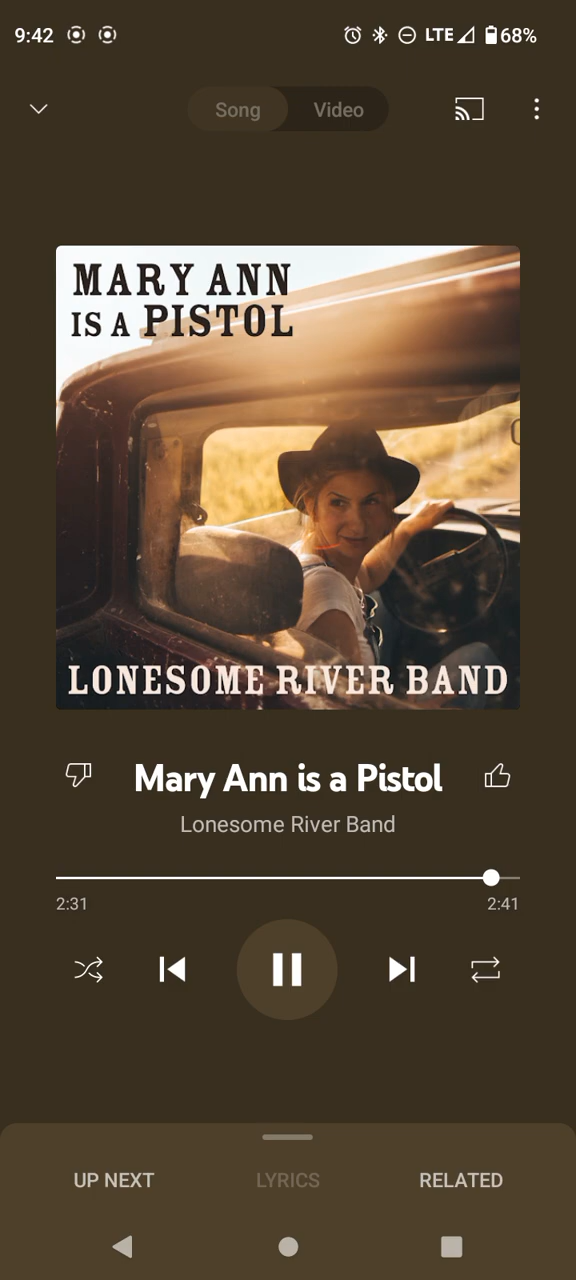 9:42 LTE 68%
Song Video
MARY ANN
IS A PISTOL
LONESOME RIVER BAND
Mary Ann is a Pistol
Lonesome River Band
2:31 2:41
UP NEXT LYRICS RELATED